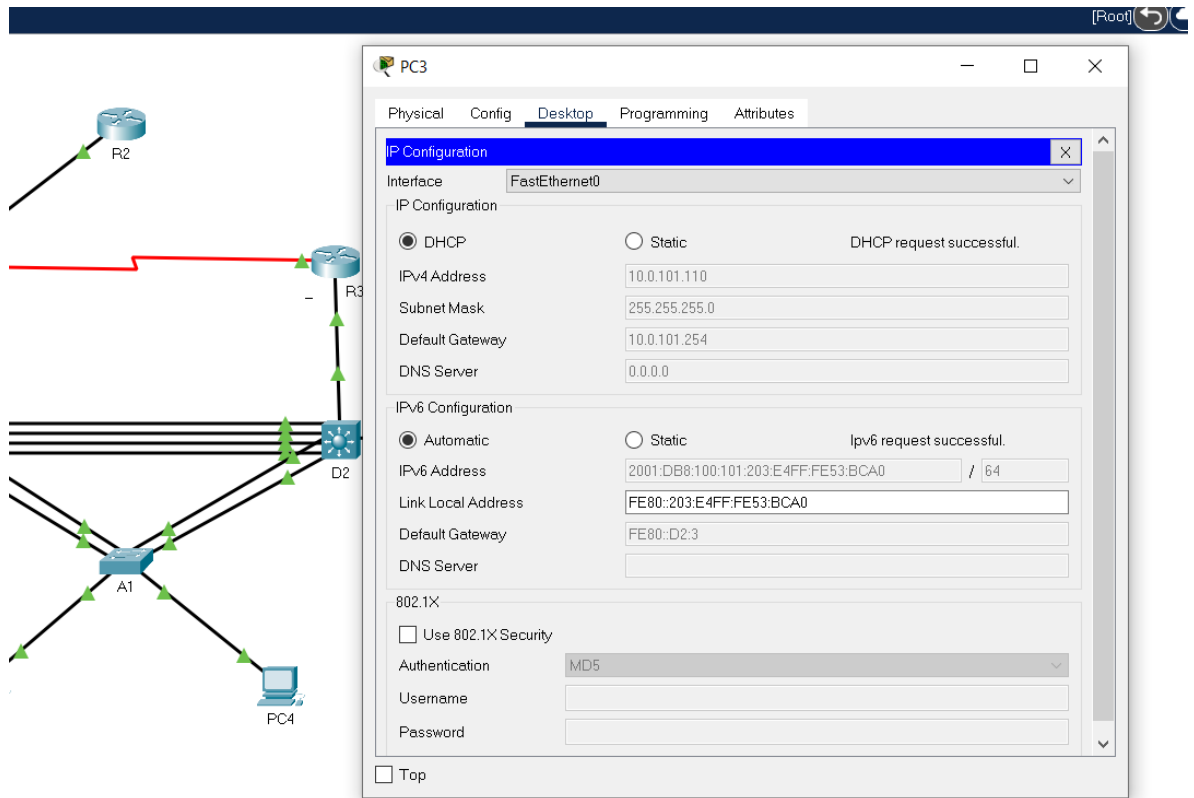 [Root]
PC3
Physical Config Desktop Programming Attributes
IP Configuration X
Interface FastEthernet0
IP Configuration
DHCP Static DHCP request successful.
IPv4 Address 10.0.101.110
Subnet Mask 255.255.255.0
Default Gateway 10.0.101.254
DNS Server 0.0.0.0
IPv6 Configuration
Automatic Static Ipv6 request successful.
IPv6 Address 2001:DB8:100:101:203:E4FF:FE53:BCA0 / 64
Link Local Address FE80::203:E4FF:FE53:BCA0
Default Gateway FE80::D2:3
DNS Server
802.1X
Use 802.1X Security
Authentication MD5
Username
Password
Top
R2
R3
D2
A1
PC4